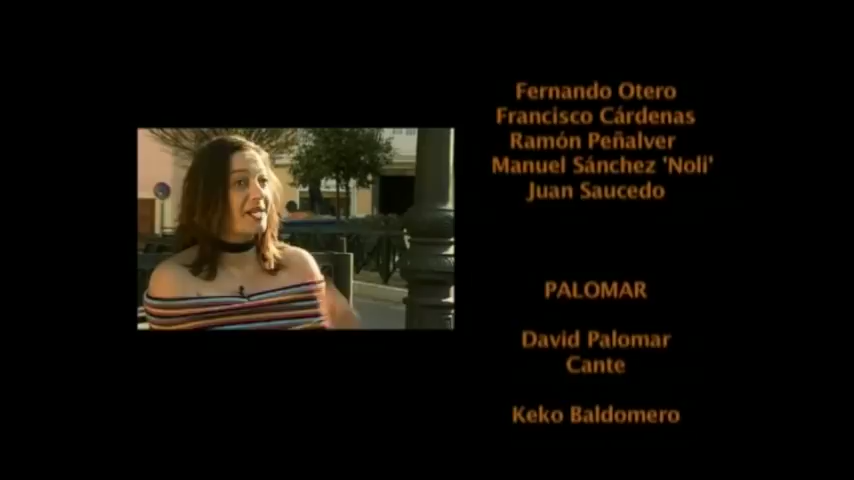 Fernando Otero
Francisco Cárdenas
Ramón Peñalver
Manuel Sánchez 'Noli'
Juan Saucedo
PALOMAR
David Palomar
Cante
Keko Baldomero